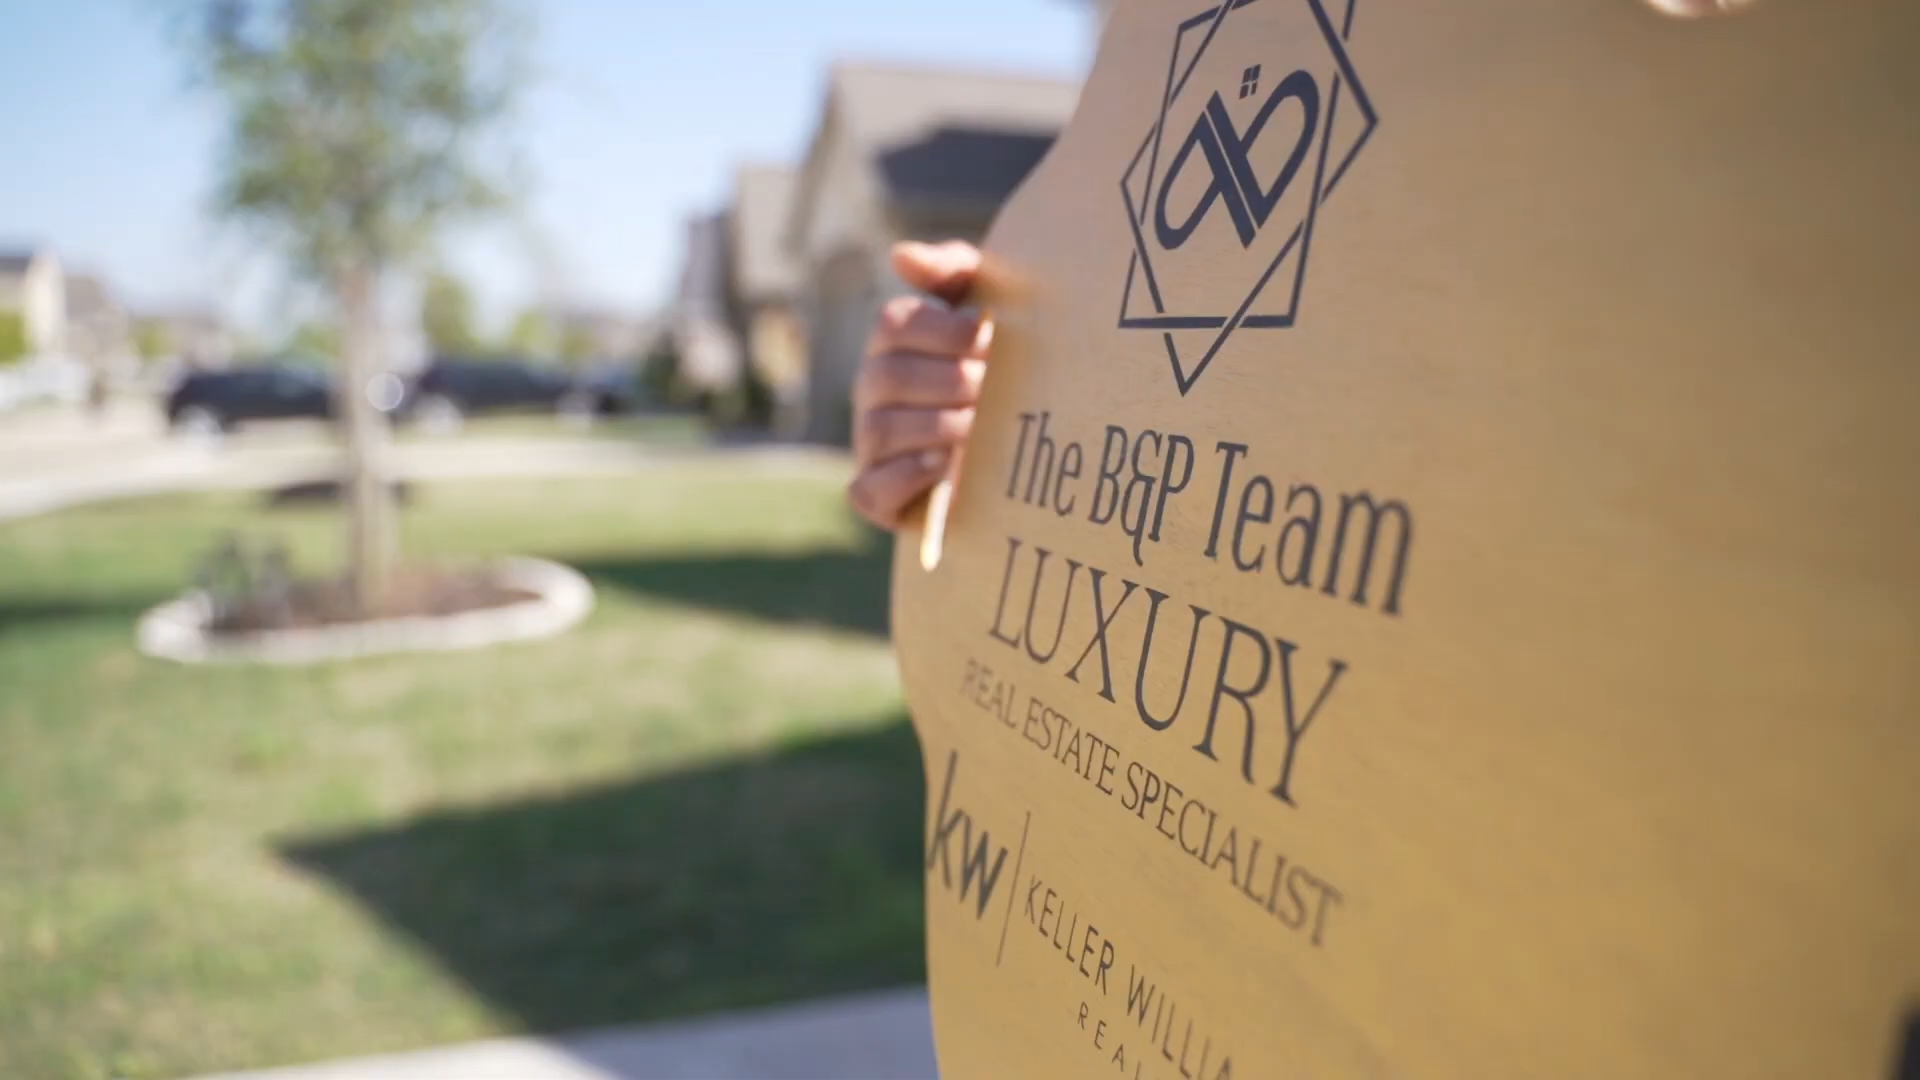 The B&P Team
LUXURY
REAL ESTATE SPECIALIST
kw
KELLER WILLIA
REAL